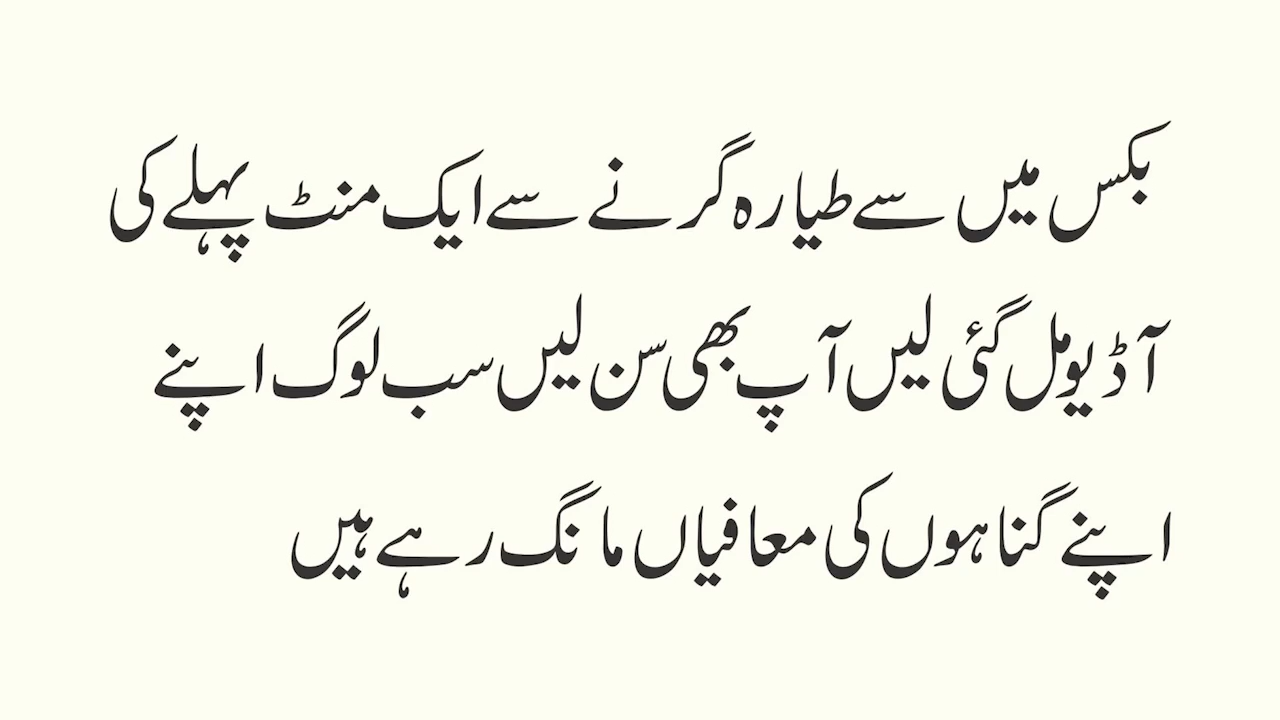 بکس میں سے طیارہ گرنے سے ایک منٹ پہلے کی
آڈیو مل گئی لیں آپ بھی سن لیں سب لوگ اپنے
اپنے گناہوں کی معافیاں مانگ رہے ہیں